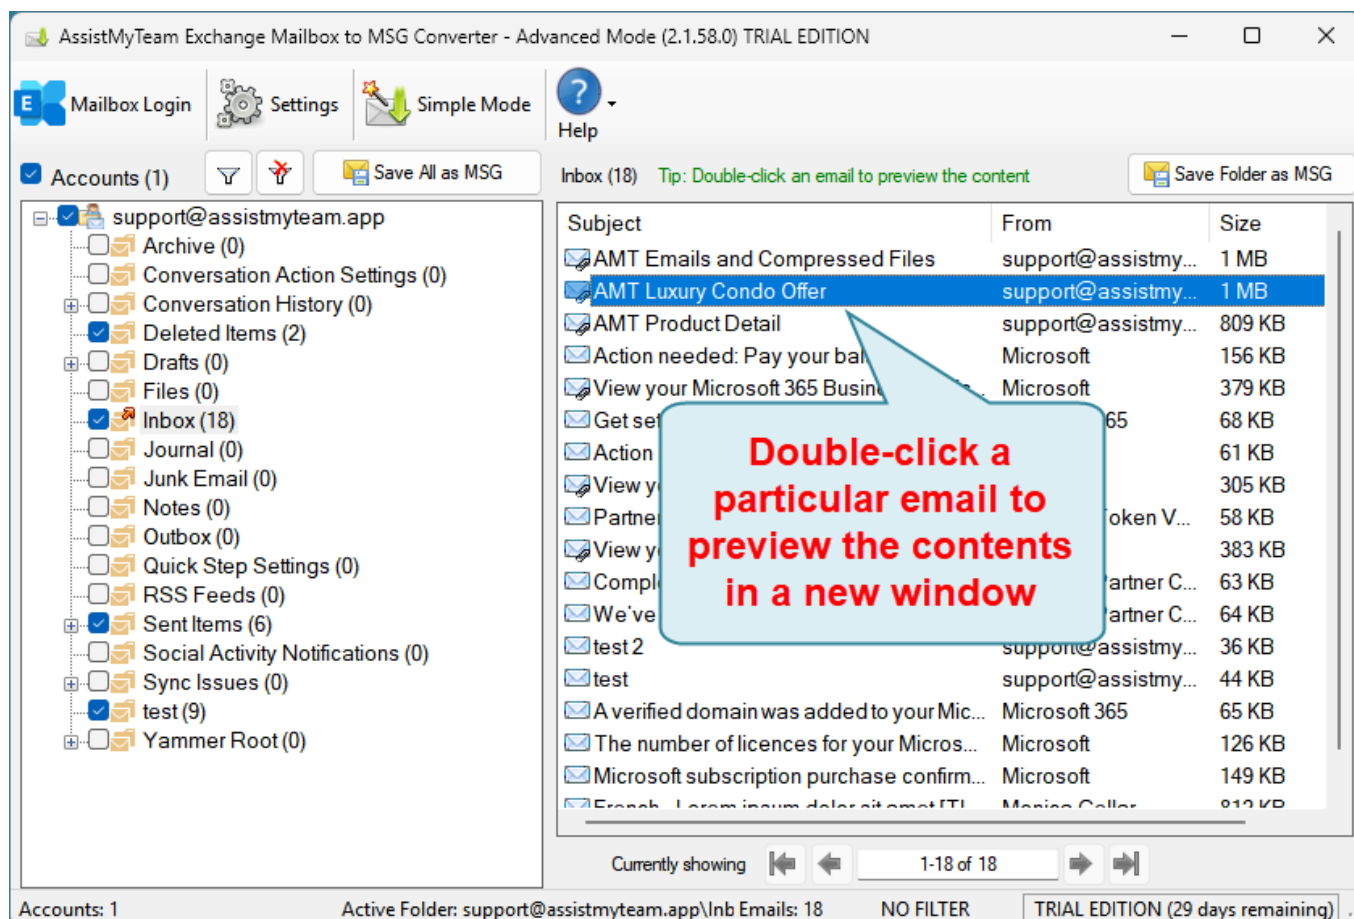 AssistMyTeam Exchange Mailbox to MSG Converter - Advanced Mode (2.1.58.0) TRIAL EDITION
Mailbox Login
Settings
Simple Mode
Help
Accounts (1)
Save All as MSG
Inbox (18) Tip: Double-click an email to preview the content
Save Folder as MSG
support@assistmyteam.app
Archive (0)
Conversation Action Settings (0)
Conversation History (0)
Deleted Items (2)
Drafts (0)
Files (0)
Inbox (18)
Journal (0)
Junk Email (0)
Notes (0)
Outbox (0)
Quick Step Settings (0)
RSS Feeds (0)
Sent Items (6)
Social Activity Notifications (0)
Sync Issues (0)
test (9)
Yammer Root (0)
Subject From Size
AMT Emails and Compressed Files support@assistmy... 1 MB
AMT Luxury Condo Offer support@assistmy... 1 MB
AMT Product Detail support@assistmy... 809 KB
Action needed: Pay your Microsoft 156 KB
View your Microsoft 365 Microsoft 379 KB
Get 65 68 KB
Action 61 KB
View 305 KB
oken V... 58 KB
View 383 KB
artner C... 63 KB
We've artner C... 64 KB
test 2 support@assistmy... 36 KB
test support@assistmy... 44 KB
A verified domain was added to your Mic... Microsoft 365 65 KB
The number of licences for your Micros... Microsoft 126 KB
Microsoft subscription purchase confirm... Microsoft 149 KB
French - Lorem ipsum dolor sit amet Monica 812 KB
Double-click a
particular email to
preview the contents
in a new window
Currently showing 1-18 of 18
Accounts: 1 Active Folder: support@assistmyteam.app\Inb Emails: 18 NO FILTER TRIAL EDITION (29 days remaining)